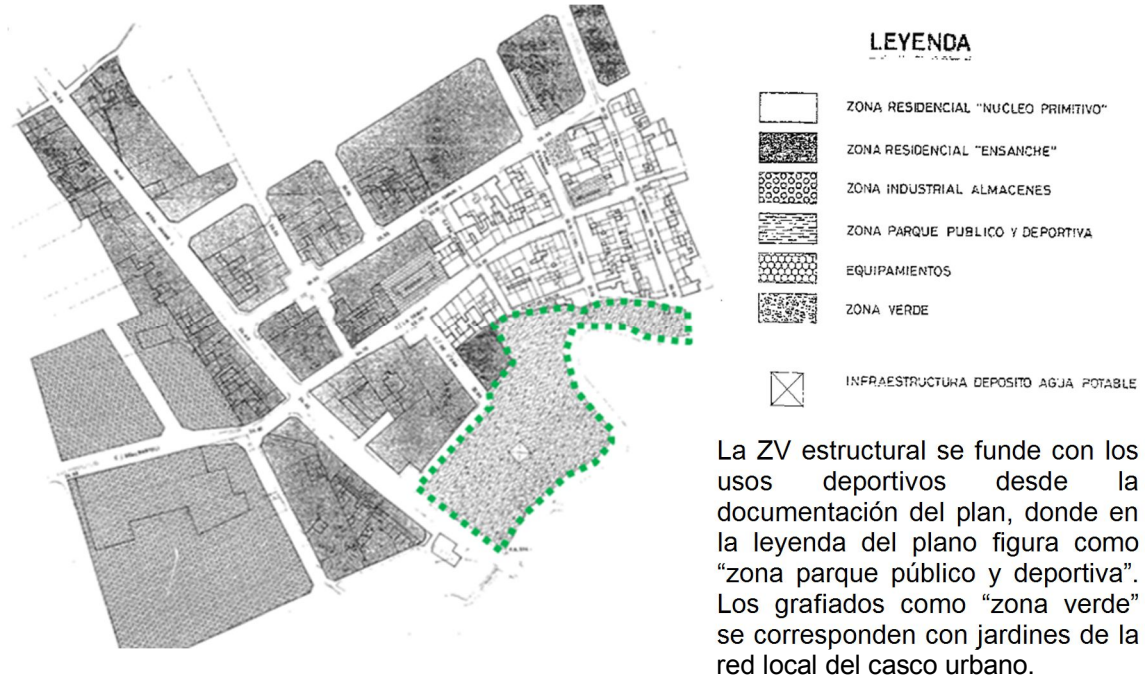 LEYENDA
ZONA RESIDENCIAL "NUCLEO PRIMITIVO"
ZONA RESIDENCIAL "ENSANCHE"
ZONA INDUSTRIAL ALMACENES
ZONA PARQUE PUBLICO Y DEPORTIVA
EQUIPAMIENTOS
ZONA VERDE
INFRAESTRUCTURA DEPOSITO AGUA POTABLE
La ZV estructural se funde con los
usos deportivos desde la
documentación del plan, donde en
la leyenda del plano figura como
“zona parque público y deportiva”.
Los grafiados como “zona verde”
se corresponden con jardines de la
red local del casco urbano.